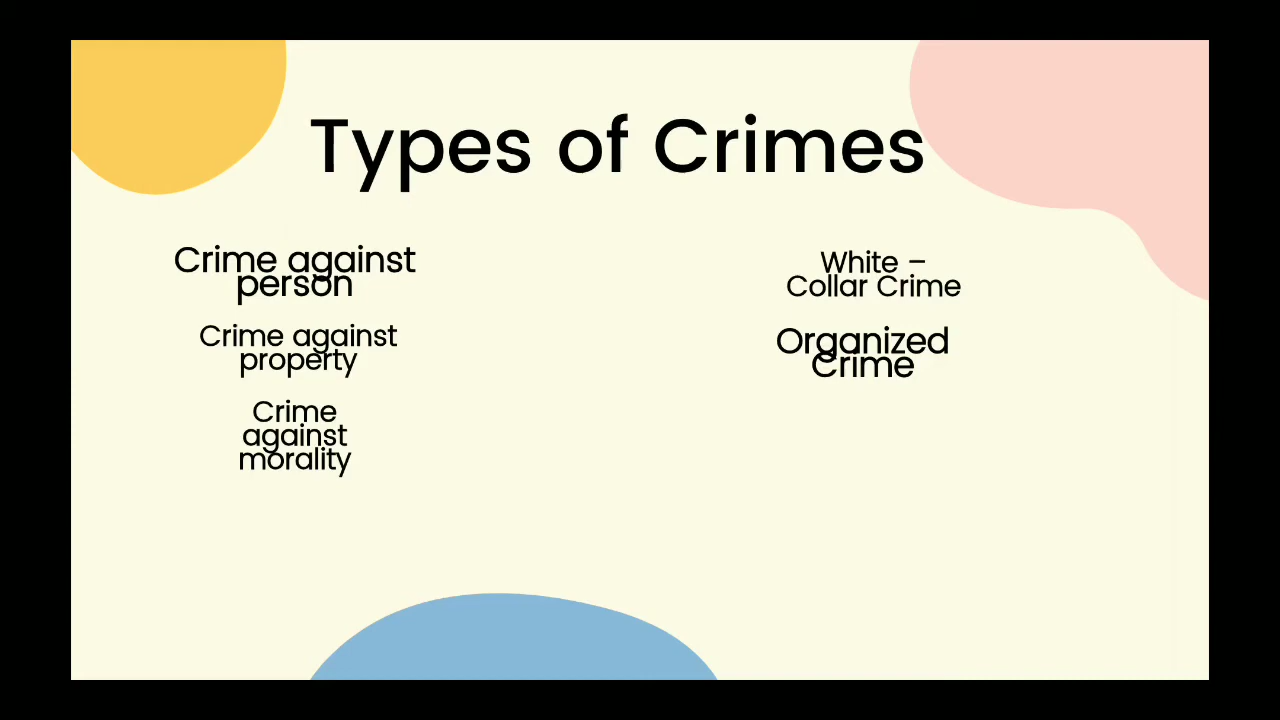 Types of Crimes
Crime against
person
Crime against
property
Crime
against
morality
White –
Collar Crime
Organized
Crime